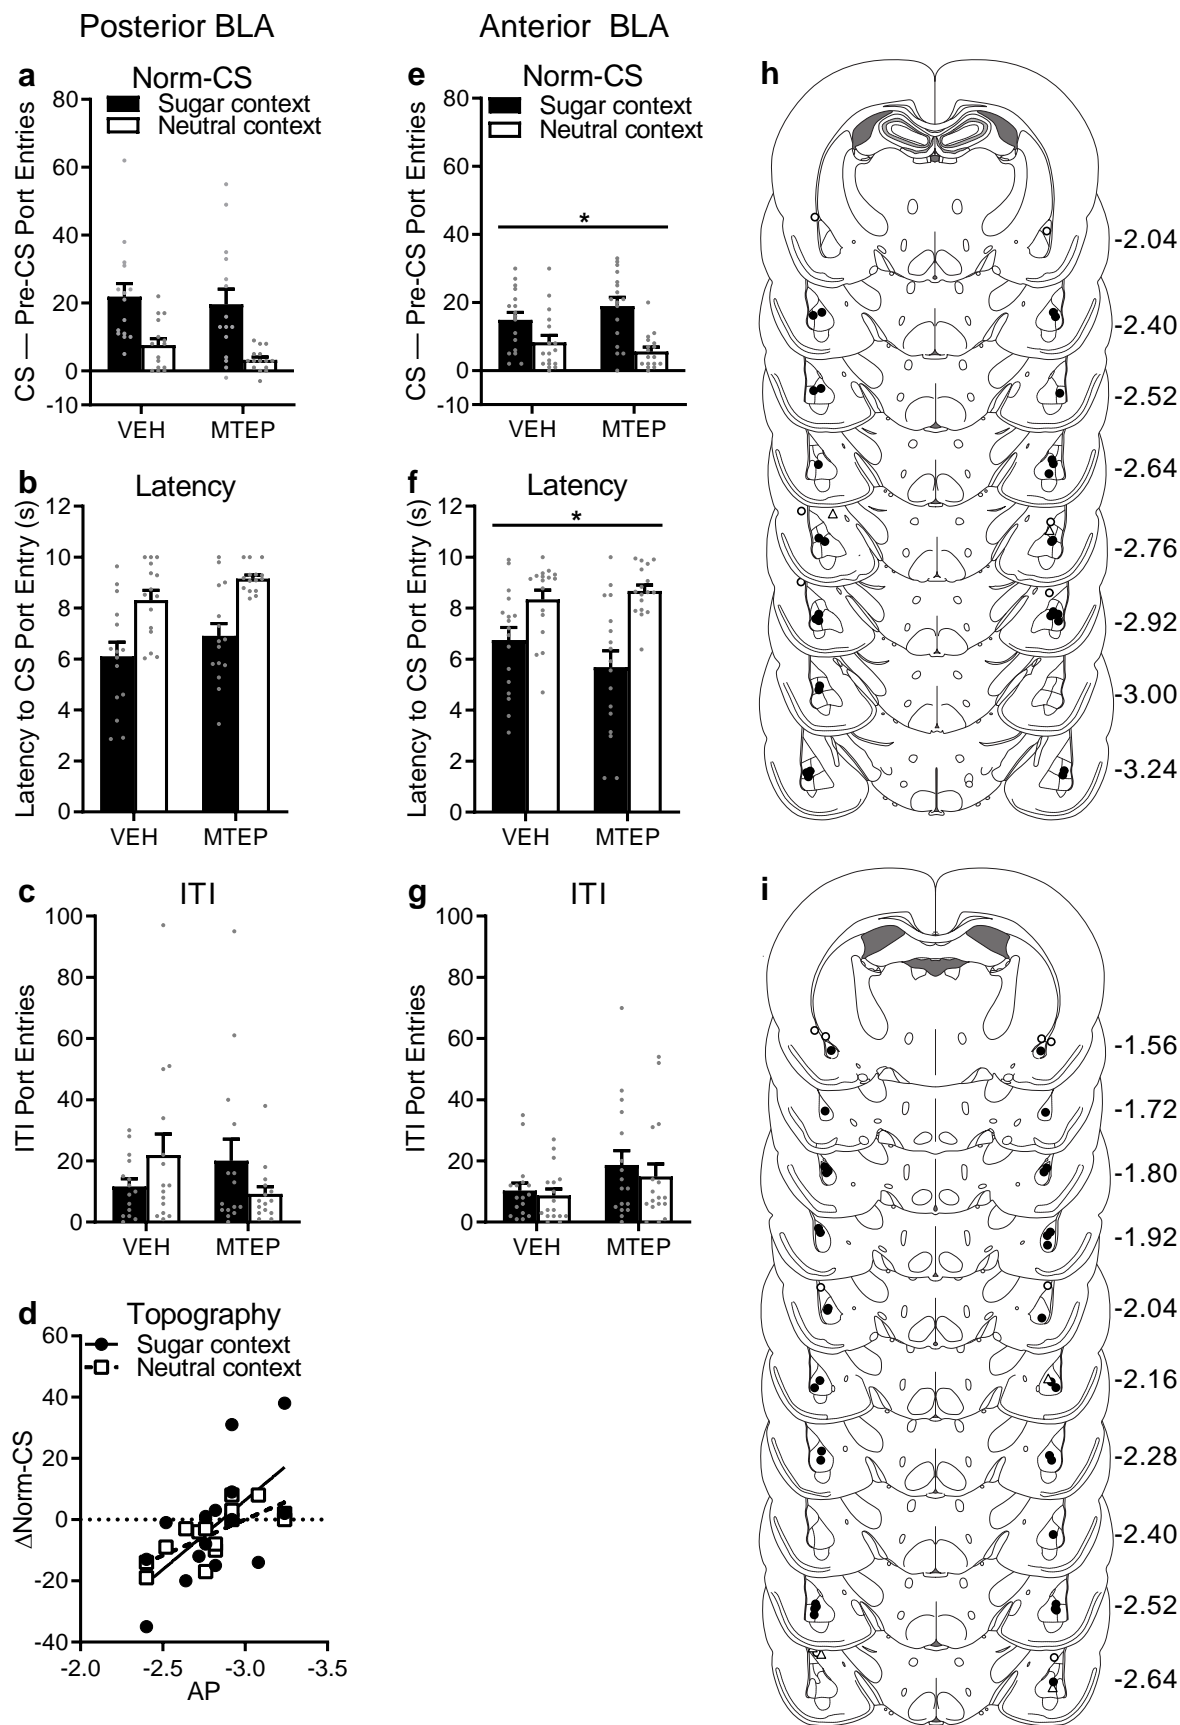 Posterior BLA
Anterior BLA
a
Norm-CS
Sugar context
Neutral context
CS — Pre-CS Port Entries
80
60
40
20
0
-10
VEH
MTEP
e
Norm-CS
Sugar context
Neutral context
CS — Pre-CS Port Entries
80
60
40
20
0
-10
*
VEH
MTEP
b
Latency
Latency to CS Port Entry (s)
12
10
8
6
4
2
0
VEH
MTEP
f
Latency
Latency to CS Port Entry (s)
12
10
8
6
4
2
0
*
VEH
MTEP
c
ITI
ITI Port Entries
100
80
60
40
20
0
VEH
MTEP
g
ITI
ITI Port Entries
100
80
60
40
20
0
VEH
MTEP
d
Topography
Sugar context
Neutral context
ΔNorm-CS
60
40
20
0
-20
-40
-2.0
-2.5
-3.0
-3.5
AP
h
-2.04
-2.40
-2.52
-2.64
-2.76
-2.92
-3.00
-3.24
i
-1.56
-1.72
-1.80
-1.92
-2.04
-2.16
-2.28
-2.40
-2.52
-2.64